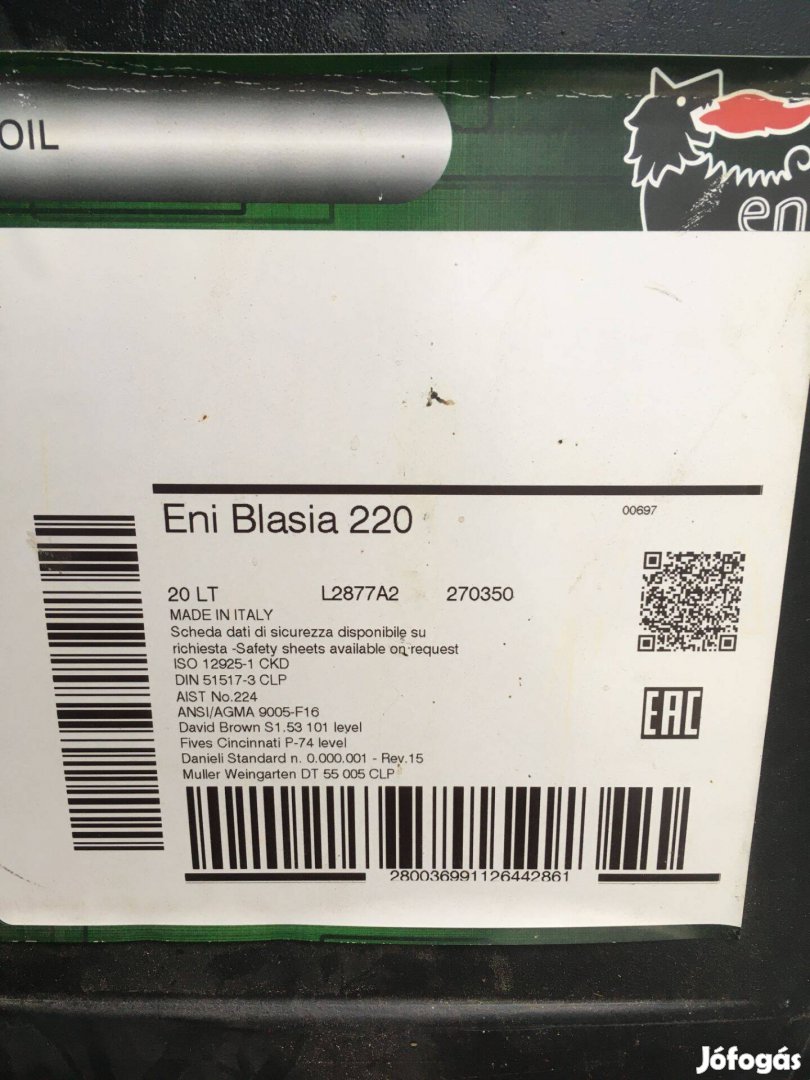 OIL
en
Eni Blasia 220
00697
20 LT L2877A2 270350
MADE IN ITALY
Scheda dati di sicurezza disponibile su
richiesta -Safety sheets available on request
ISO 12925-1 CKD
DIN 51517-3 CLP
AIST No.224
ANSI/AGMA 9005-F16
David Brown S1.53 101 level
Fives Cincinnati P-74 level
Danieli Standard n. 0.000.001 - Rev.15
Muller Weingarten DT 55 005 CLP
EAC
280036991126442861
Jófogás